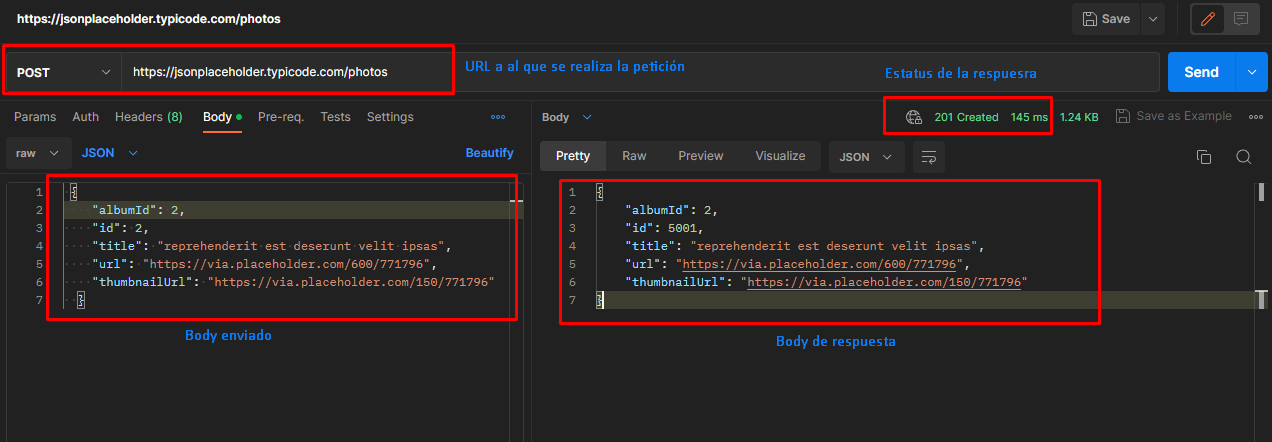 https://jsonplaceholder.typicode.com/photos
Save
POST
https://jsonplaceholder.typicode.com/photos
URL a al que se realiza la petición
Estatus de la respuesra
Send
Params Auth Headers (8) Body Pre-req. Tests Settings
Body
201 Created 145 ms 1.24 KB Save as Example
raw JSON Beautify
Pretty Raw Preview Visualize JSON
1 {
2 "albumId": 2,
3 "id": 2,
4 "title": "reprehenderit est deserunt velit ipsas",
5 "url": "https://via.placeholder.com/600/771796",
6 "thumbnailUrl": "https://via.placeholder.com/150/771796"
7 }
Body enviado
1 {
2 "albumId": 2,
3 "id": 5001,
4 "title": "reprehenderit est deserunt velit ipsas",
5 "url": "https://via.placeholder.com/600/771796",
6 "thumbnailUrl": "https://via.placeholder.com/150/771796"
7 }
Body de respuesta